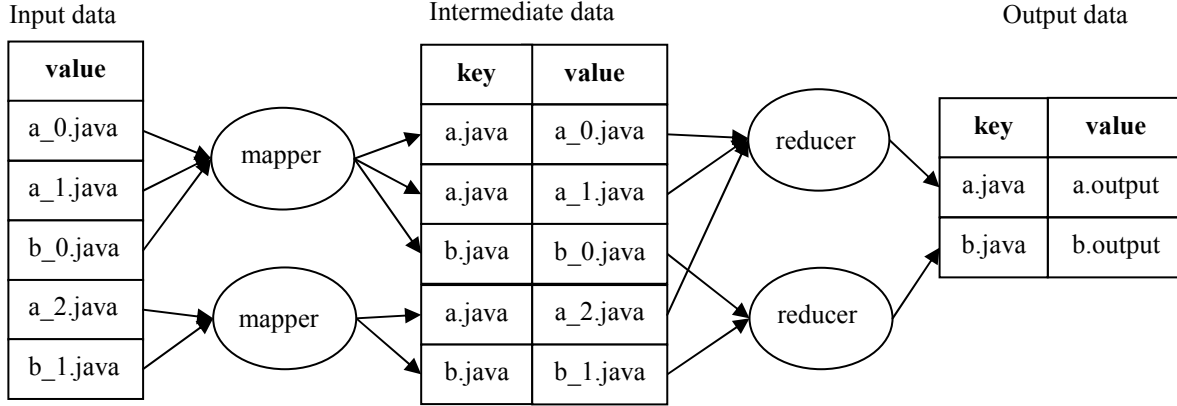 Input data
value
a_0.java
a_1.java
b_0.java
a_2.java
b_1.java
mapper
mapper
Intermediate data
key value
a.java a_0.java
a.java a_1.java
b.java b_0.java
a.java a_2.java
b.java b_1.java
reducer
reducer
Output data
key value
a.java a.output
b.java b.output